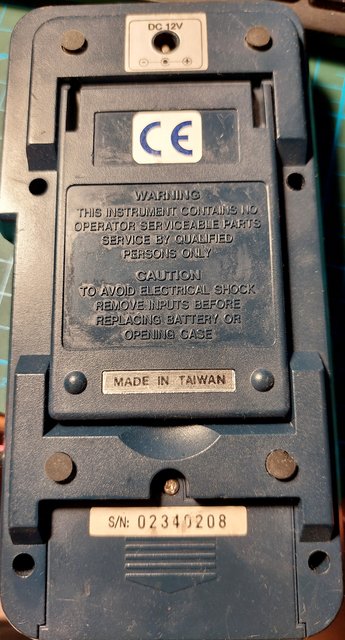 DC 12V
CE
WARNING
THIS INSTRUMENT CONTAINS NO
OPERATOR SERVICEABLE PARTS
SERVICE BY QUALIFIED
PERSONS ONLY
CAUTION
TO AVOID ELECTRICAL SHOCK
REMOVE INPUTS BEFORE
REPLACING BATTERY OR
OPENING CASE
MADE IN TAIWAN
S/N: 02340208